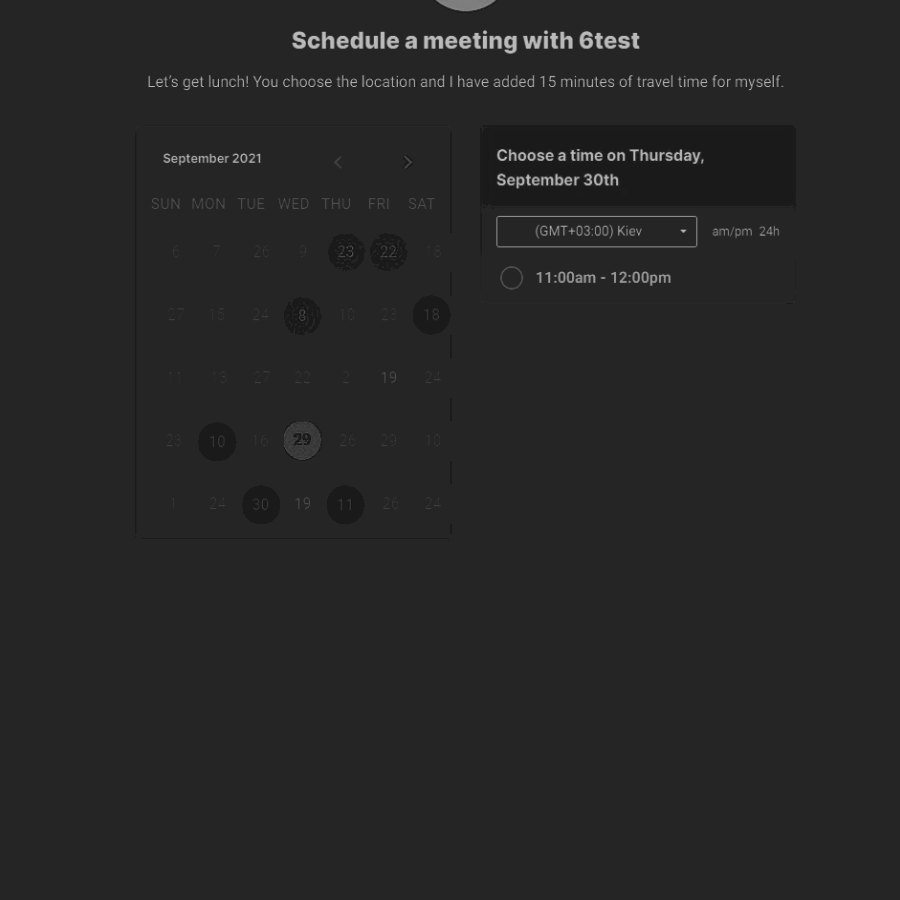 Schedule a meeting with 6test
Let's get lunch! You choose the location and I have added 15 minutes of travel time for myself.
September 2021
SUN MON TUE WED THU FRI SAT
6 7 26 9 23 22 18
27 15 24 8 10 23 18
11 13 27 22 2 19 24
23 10 16 29 26 29 10
1 24 30 19 11 26 24
Choose a time on Thursday,
September 30th
(GMT+03:00) Kiev am/pm 24h
11:00am - 12:00pm